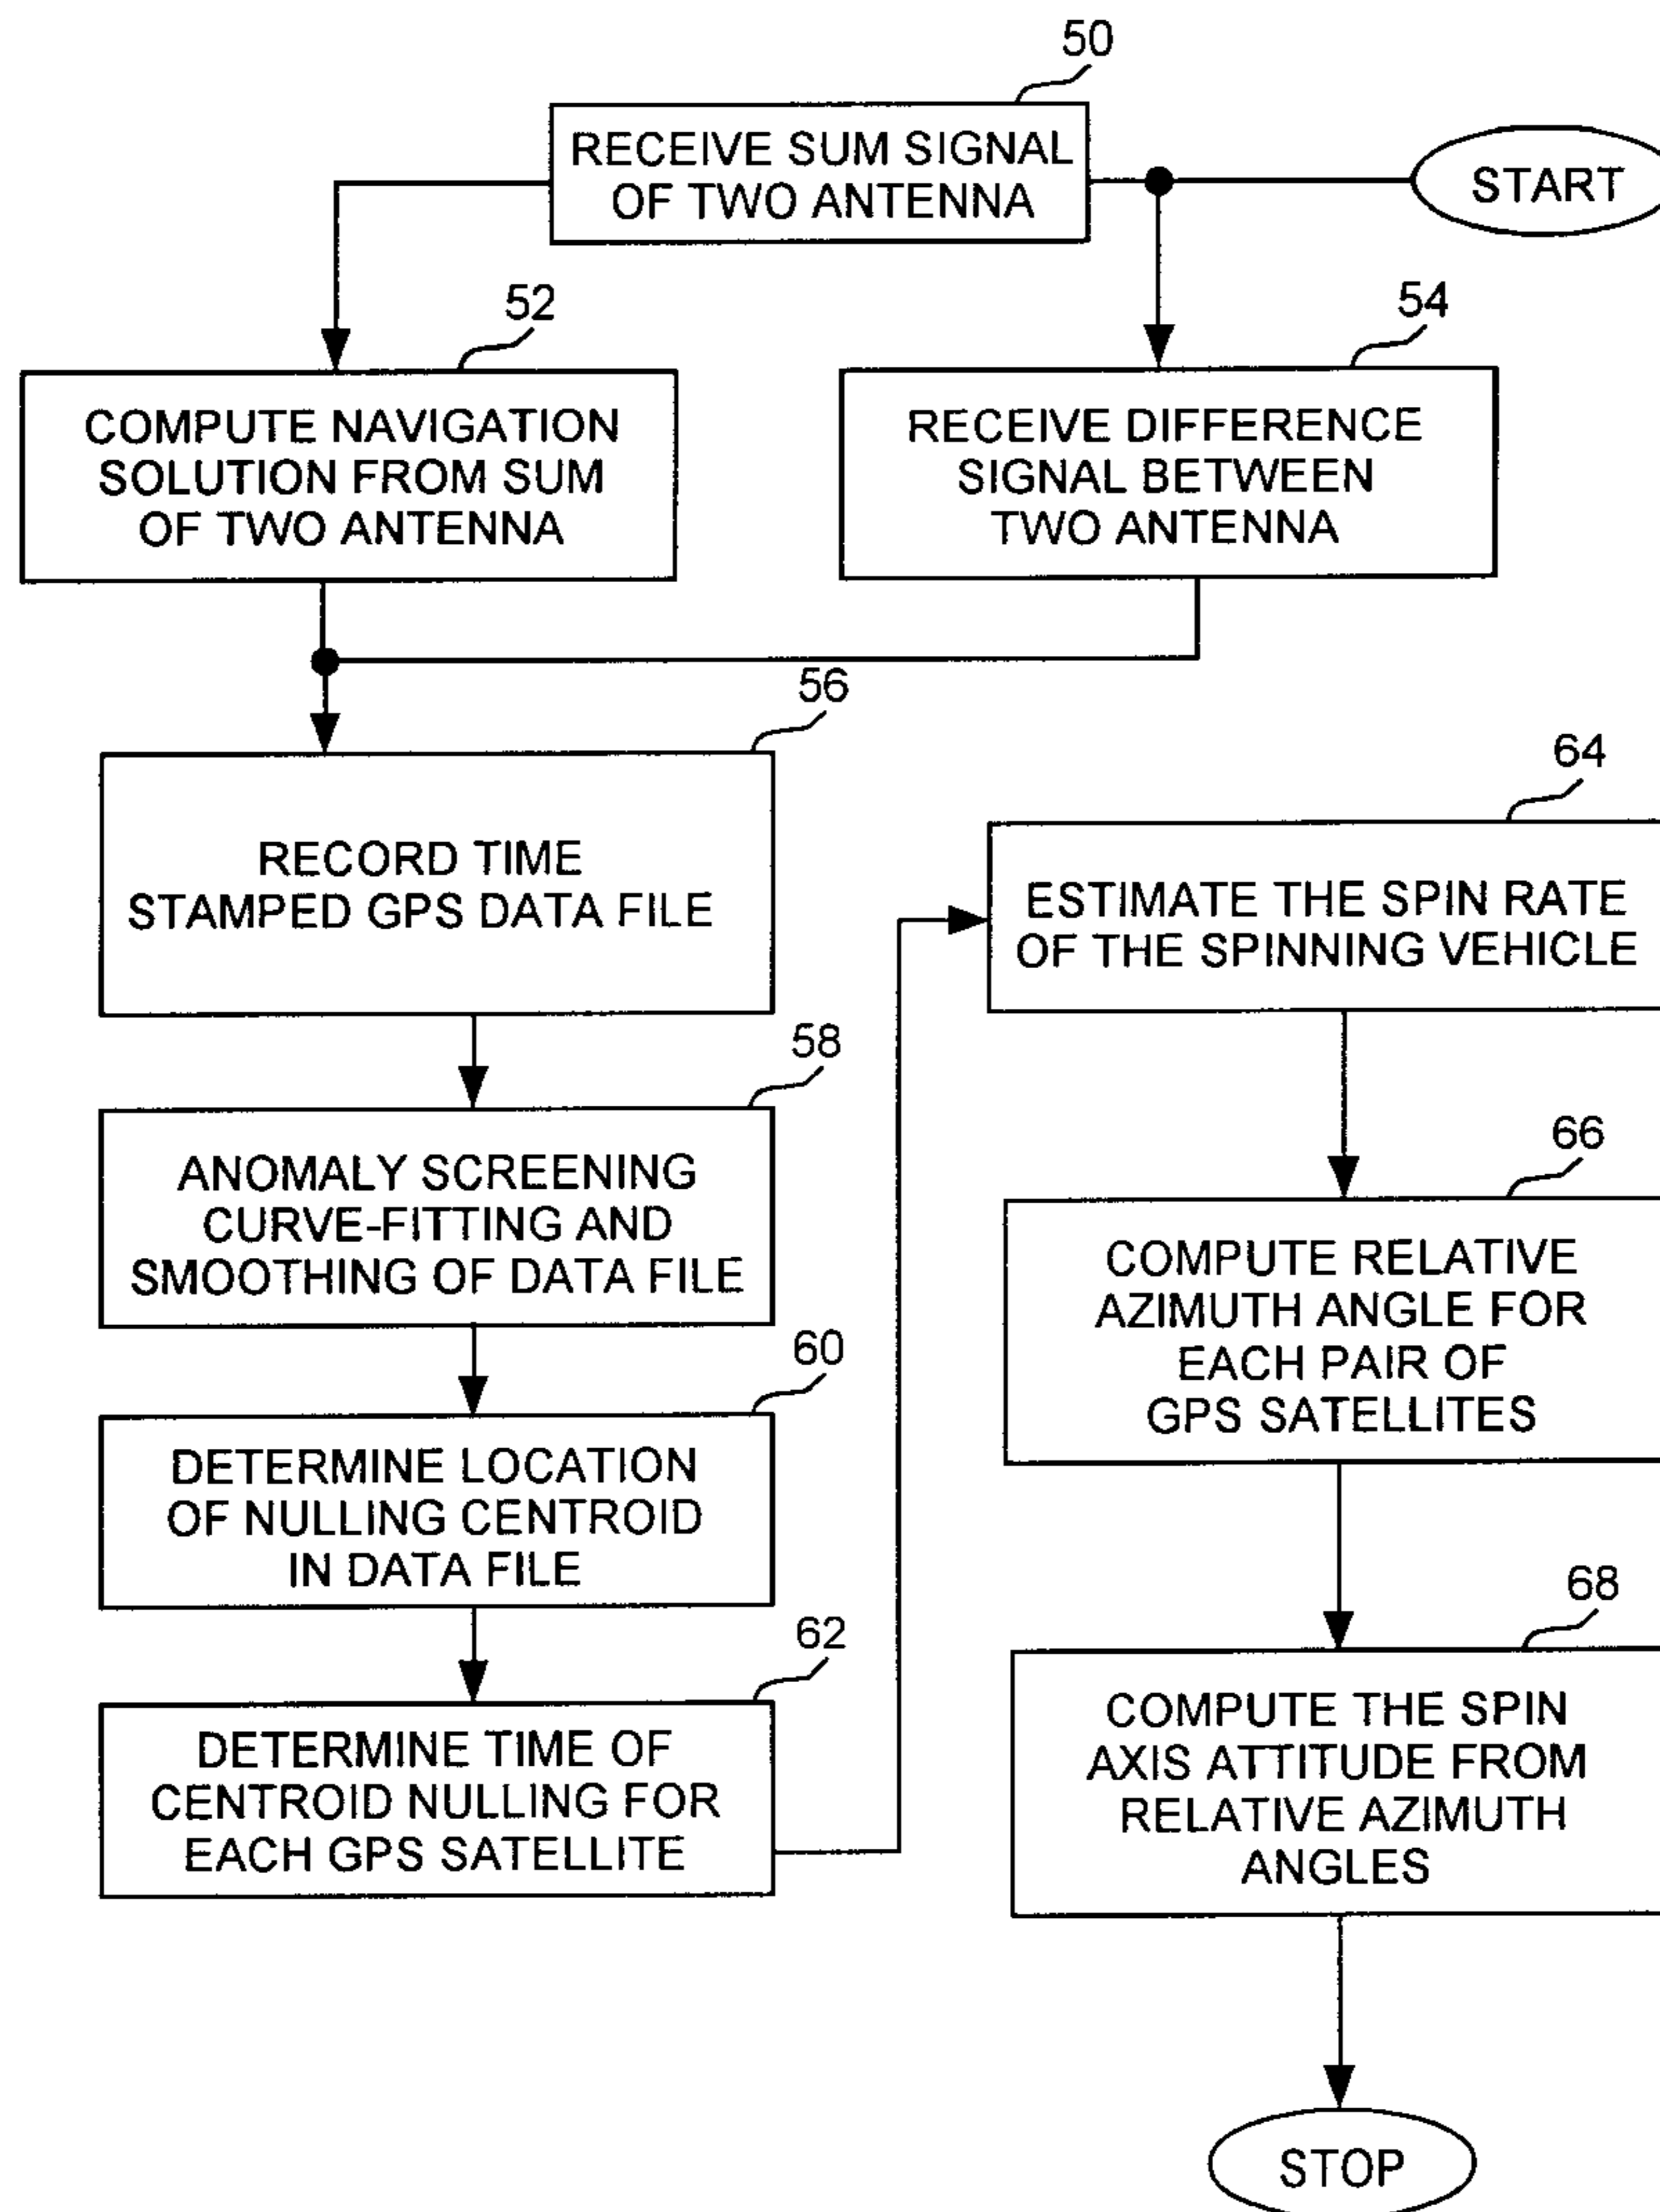 50
RECEIVE SUM SIGNAL
OF TWO ANTENNA
START
52
COMPUTE NAVIGATION
SOLUTION FROM SUM
OF TWO ANTENNA
54
RECEIVE DIFFERENCE
SIGNAL BETWEEN
TWO ANTENNA
56
RECORD TIME
STAMPED GPS DATA FILE
58
ANOMALY SCREENING
CURVE-FITTING AND
SMOOTHING OF DATA FILE
60
DETERMINE LOCATION
OF NULLING CENTROID
IN DATA FILE
62
DETERMINE TIME OF
CENTROID NULLING FOR
EACH GPS SATELLITE
64
ESTIMATE THE SPIN RATE
OF THE SPINNING VEHICLE
66
COMPUTE RELATIVE
AZIMUTH ANGLE FOR
EACH PAIR OF
GPS SATELLITES
68
COMPUTE THE SPIN
AXIS ATTITUDE FROM
RELATIVE AZIMUTH
ANGLES
STOP